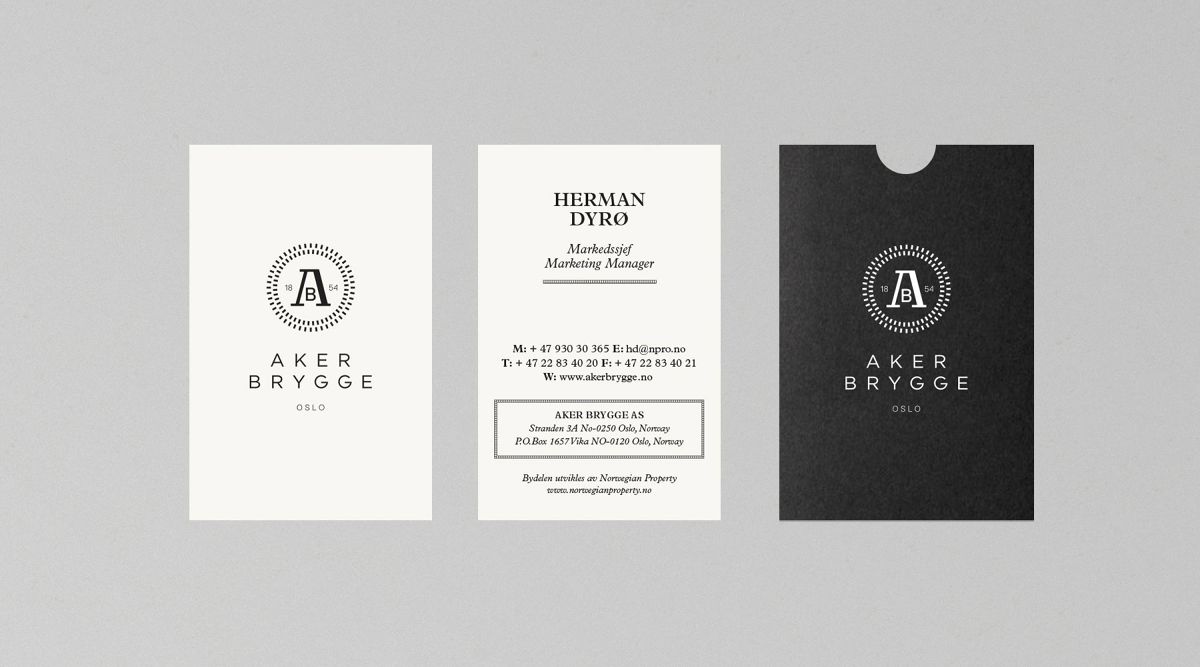 18 A B 54
AKER
BRYGGE
OSLO
HERMAN
DYRØ
Markedssjef
Marketing Manager
M: + 47 930 30 365 E: hd@npro.no
T: + 47 22 83 40 20 F: + 47 22 83 40 21
W: www.akerbrygge.no
AKER BRYGGE AS
Stranden 3A No-0250 Oslo, Norway
P.O.Box 1657 Vika NO-0120 Oslo, Norway
Bydelen utvikles av Norwegian Property
www.norwegianproperty.no
18 A B 54
AKER
BRYGGE
OSLO